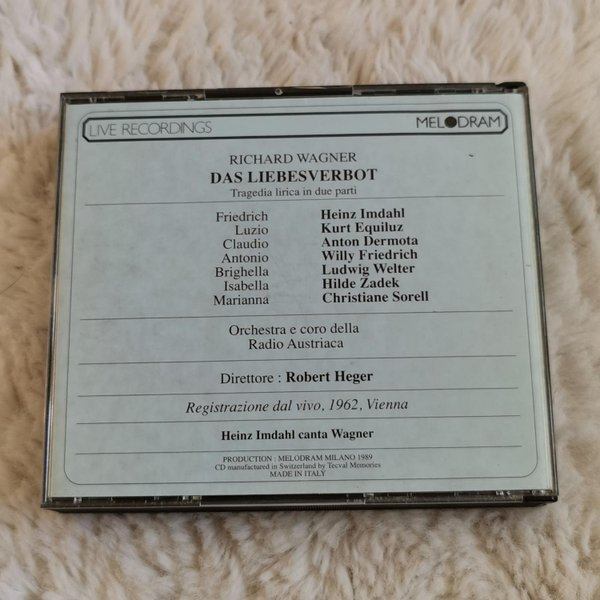 LIVE RECORDINGS MELODRAM
RICHARD WAGNER
DAS LIEBESVERBOT
Tragedia lirica in due parti
Friedrich Heinz Imdahl
Luzio Kurt Equiluz
Claudio Anton Dermota
Antonio Willy Friedrich
Brighella Ludwig Welter
Isabella Hilde Zadek
Marianna Christiane Sorell
Orchestra e coro della
Radio Austriaca
Direttore : Robert Heger
Registrazione dal vivo, 1962, Vienna
Heinz Imdahl canta Wagner
PRODUCTION : MELODRAM MILANO 1989
CD manufactured in Switzerland by Tecval Memories
MADE IN ITALY